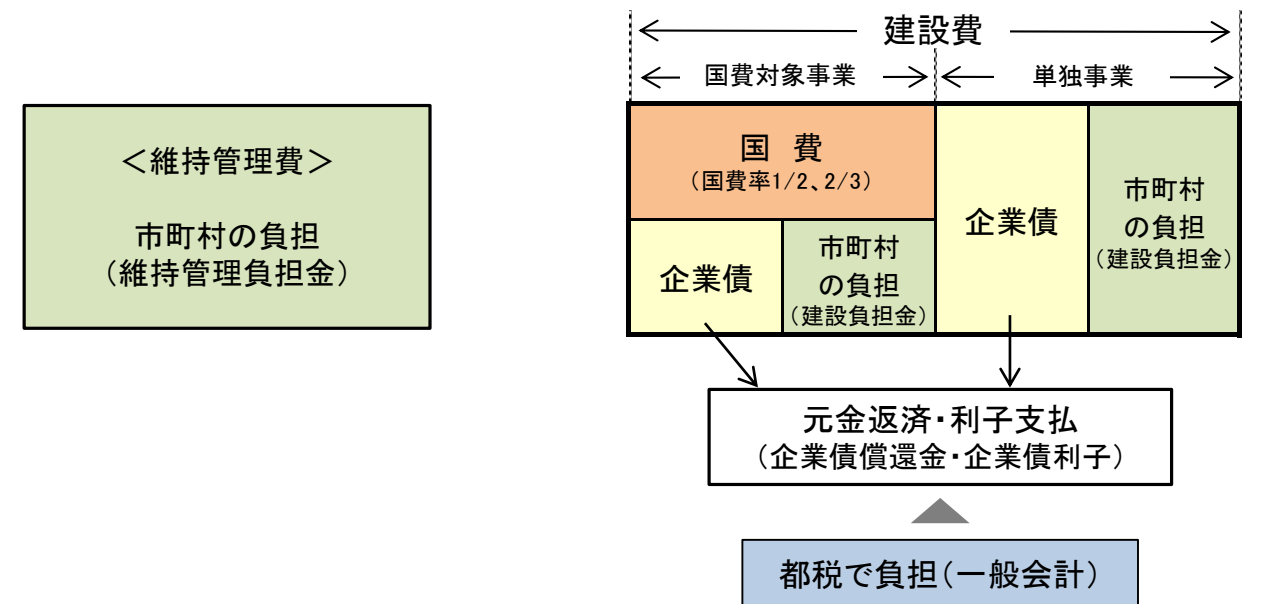 建設費
国費対象事業
単独事業
＜維持管理費＞
市町村の負担
（維持管理負担金）
国 費
（国費率1/2、2/3）
企業債
市町村
の負担
（建設負担金）
企業債
市町村
の負担
（建設負担金）
元金返済・利子支払
（企業債償還金・企業債利子）
都税で負担（一般会計）